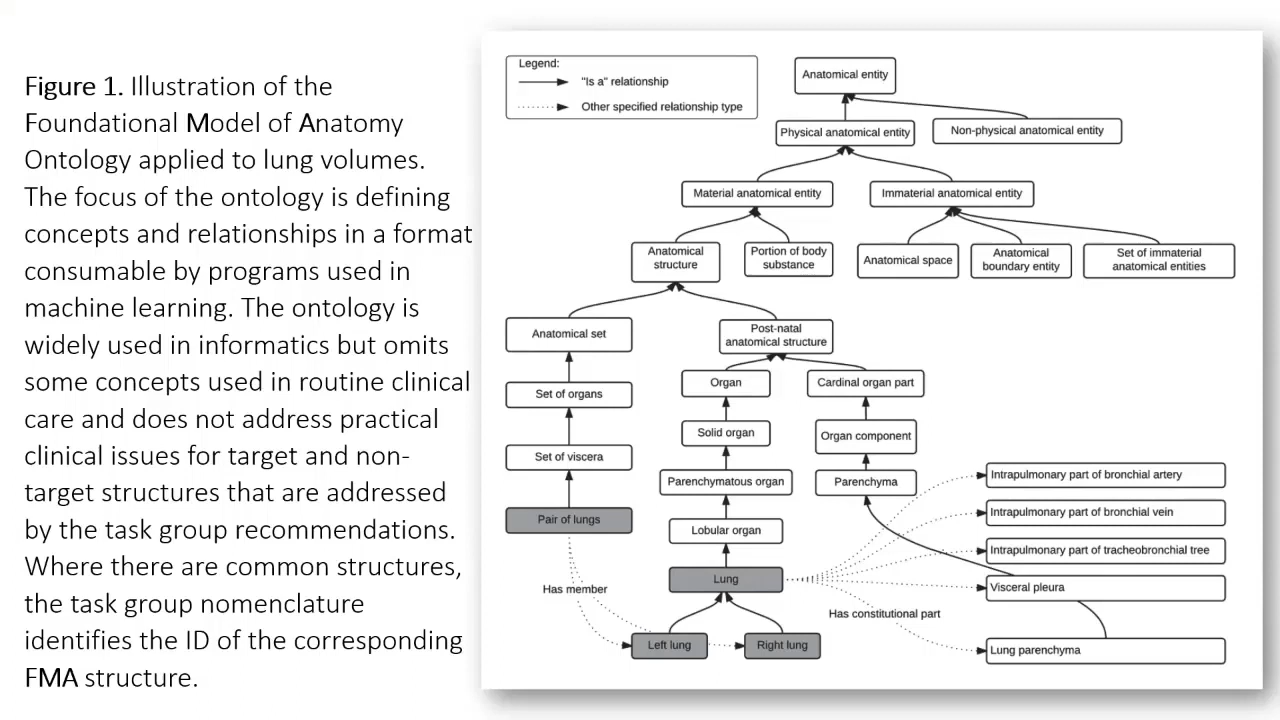 Figure 1. Illustration of the
Foundational Model of Anatomy
Ontology applied to lung volumes.
The focus of the ontology is defining
concepts and relationships in a format
consumable by programs used in
machine learning. The ontology is
widely used in informatics but omits
some concepts used in routine clinical
care and does not address practical
clinical issues for target and non-
target structures that are addressed
by the task group recommendations.
Where there are common structures,
the task group nomenclature
identifies the ID of the corresponding
FMA structure.
Legend:
"Is a" relationship
Other specified relationship type
Anatomical entity
Physical anatomical entity
Non-physical anatomical entity
Material anatomical entity
Immaterial anatomical entity
Anatomical
structure
Portion of body
substance
Anatomical space
Anatomical
boundary entity
Set of immaterial
anatomical entities
Anatomical set
Post-natal
anatomical structure
Set of organs
Organ
Cardinal organ part
Set of viscera
Solid organ
Organ component
Pair of lungs
Parenchymatous organ
Parenchyma
Lobular organ
Lung
Has member
Left lung
Right lung
Has constitutional part
Intrapulmonary part of bronchial artery
Intrapulmonary part of bronchial vein
Intrapulmonary part of tracheobronchial tree
Visceral pleura
Lung parenchyma